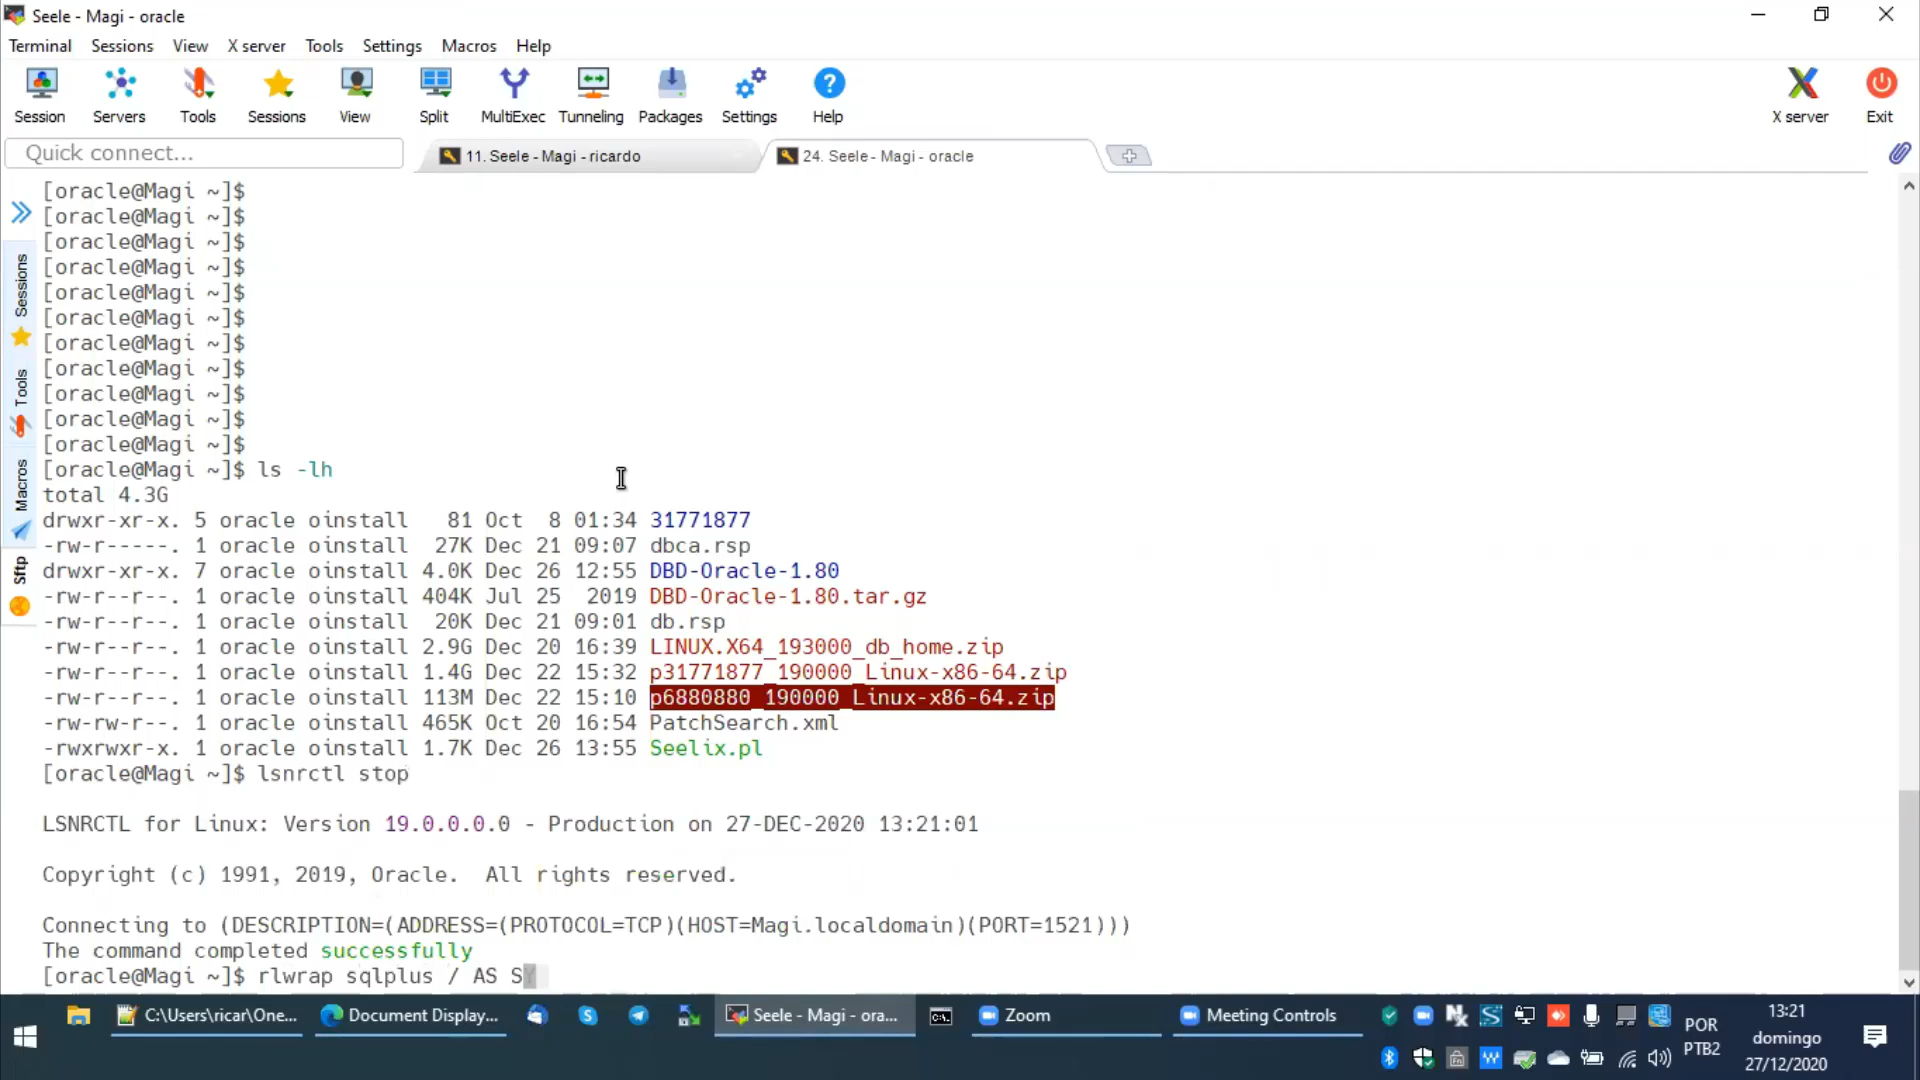 Seele - Magi - oracle
Terminal Sessions View X server Tools Settings Macros Help
Session Servers Tools Sessions View Split MultiExec Tunneling Packages Settings Help X server Exit
Quick connect...
11. Seele - Magi - ricardo
24. Seele - Magi - oracle
Sessions
Tools
Macros
Sftp
[oracle@Magi ~]$
[oracle@Magi ~]$
[oracle@Magi ~]$
[oracle@Magi ~]$
[oracle@Magi ~]$
[oracle@Magi ~]$
[oracle@Magi ~]$
[oracle@Magi ~]$
[oracle@Magi ~]$
[oracle@Magi ~]$
[oracle@Magi ~]$
[oracle@Magi ~]$ ls -lh
total 4.3G
drwxr-xr-x. 5 oracle oinstall   81 Oct  8 01:34 31771877
-rw-r-----. 1 oracle oinstall  27K Dec 21 09:07 dbca.rsp
drwxr-xr-x. 7 oracle oinstall 4.0K Dec 26 12:55 DBD-Oracle-1.80
-rw-r--r--. 1 oracle oinstall 404K Jul 25  2019 DBD-Oracle-1.80.tar.gz
-rw-r--r--. 1 oracle oinstall  20K Dec 21 09:01 db.rsp
-rw-r--r--. 1 oracle oinstall 2.9G Dec 20 16:39 LINUX.X64_193000_db_home.zip
-rw-r--r--. 1 oracle oinstall 1.4G Dec 22 15:32 p31771877_190000_Linux-x86-64.zip
-rw-r--r--. 1 oracle oinstall 113M Dec 22 15:10 p6880880_190000_Linux-x86-64.zip
-rw-rw-r--. 1 oracle oinstall 465K Oct 20 16:54 PatchSearch.xml
-rwxrwxr-x. 1 oracle oinstall 1.7K Dec 26 13:55 Seelix.pl
[oracle@Magi ~]$ lsnrctl stop
LSNRCTL for Linux: Version 19.0.0.0.0 - Production on 27-DEC-2020 13:21:01
Copyright (c) 1991, 2019, Oracle.  All rights reserved.
Connecting to (DESCRIPTION=(ADDRESS=(PROTOCOL=TCP)(HOST=Magi.localdomain)(PORT=1521)))
The command completed successfully
[oracle@Magi ~]$ rlwrap sqlplus / AS SY
C:\Users\ricar\One...
Document Display...
Seele - Magi - ora...
Zoom
Meeting Controls
POR
PTB2
13:21
domingo
27/12/2020